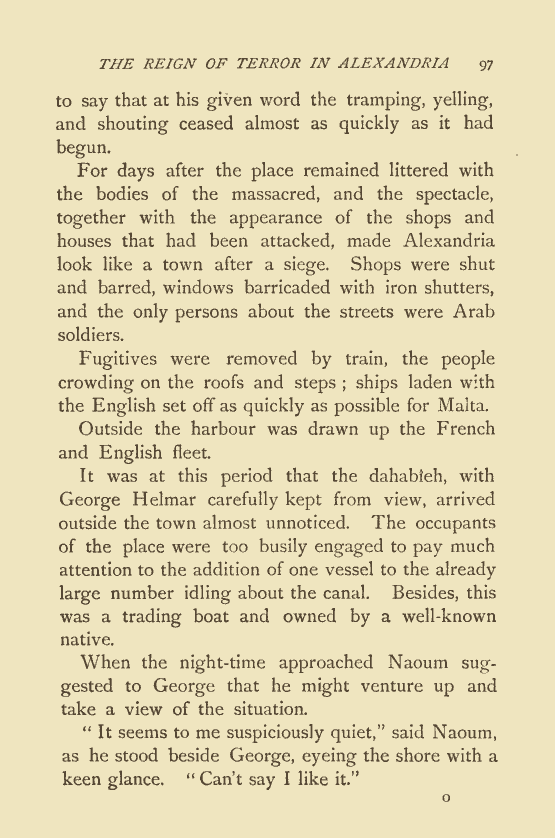 THE REIGN OF TERROR IN ALEXANDRIA 97
to say that at his given word the tramping, yelling,
and shouting ceased almost as quickly as it had
begun.
For days after the place remained littered with
the bodies of the massacred, and the spectacle,
together with the appearance of the shops and
houses that had been attacked, made Alexandria
look like a town after a siege. Shops were shut
and barred, windows barricaded with iron shutters,
and the only persons about the streets were Arab
soldiers.
Fugitives were removed by train, the people
crowding on the roofs and steps ; ships laden with
the English set off as quickly as possible for Malta.
Outside the harbour was drawn up the French
and English fleet.
It was at this period that the dahabieh, with
George Helmar carefully kept from view, arrived
outside the town almost unnoticed. The occupants
of the place were too busily engaged to pay much
attention to the addition of one vessel to the already
large number idling about the canal. Besides, this
was a trading boat and owned by a well-known
native.
When the night-time approached Naoum sug-
gested to George that he might venture up and
take a view of the situation.
" It seems to me suspiciously quiet," said Naoum,
as he stood beside George, eyeing the shore with a
keen glance. " Can't say I like it."
O